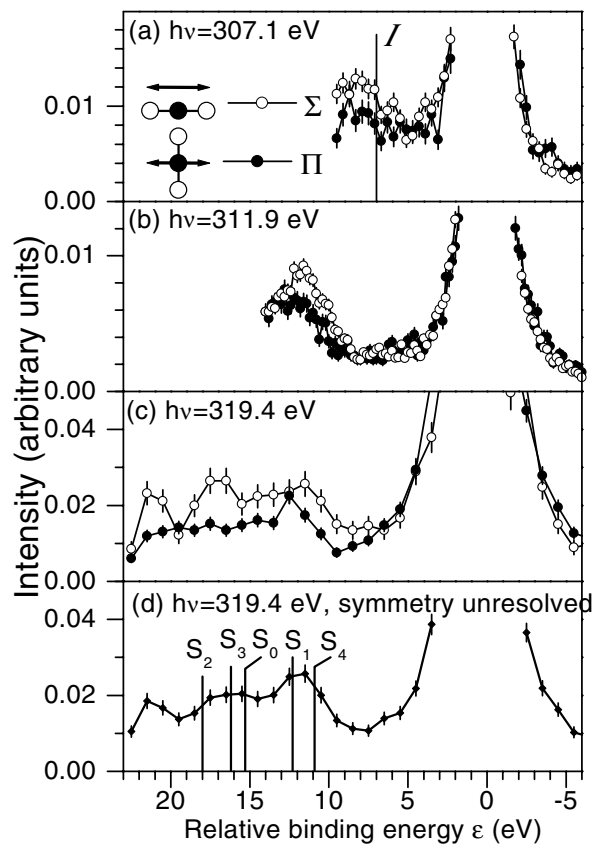 (a) hν=307.1 eV
I
0.01
Σ
Π
0.00
(b) hν=311.9 eV
0.01
0.00
(c) hν=319.4 eV
0.04
0.02
0.00
(d) hν=319.4 eV, symmetry unresolved
0.04
S₂ S₃ S₀ S₁ S₄
0.02
0.00
20 15 10 5 0 -5
Relative binding energy ε (eV)
Intensity (arbitrary units)